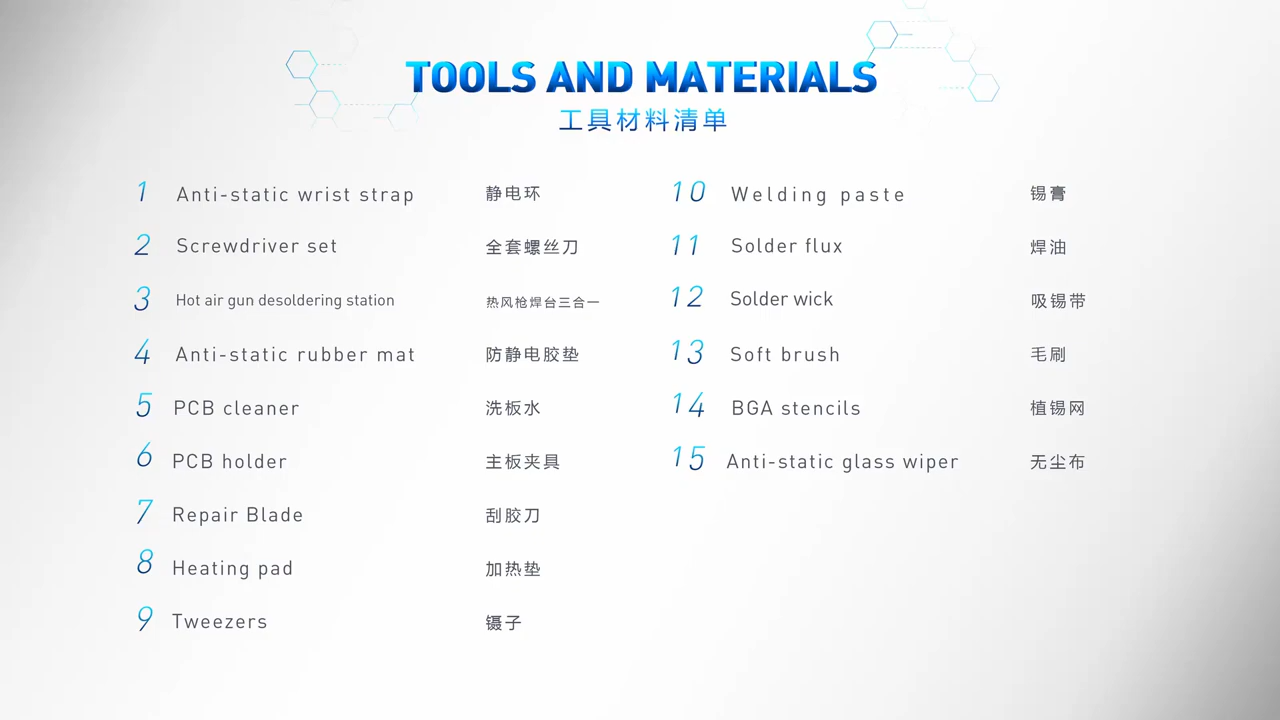 TOOLS AND MATERIALS
工具材料清单
1 Anti-static wrist strap 静电环
2 Screwdriver set 全套螺丝刀
3 Hot air gun desoldering station 热风枪焊台三合一
4 Anti-static rubber mat 防静电胶垫
5 PCB cleaner 洗板水
6 PCB holder 主板夹具
7 Repair Blade 刮胶刀
8 Heating pad 加热垫
9 Tweezers 镊子
10 Welding paste 锡膏
11 Solder flux 焊油
12 Solder wick 吸锡带
13 Soft brush 毛刷
14 BGA stencils 植锡网
15 Anti-static glass wiper 无尘布